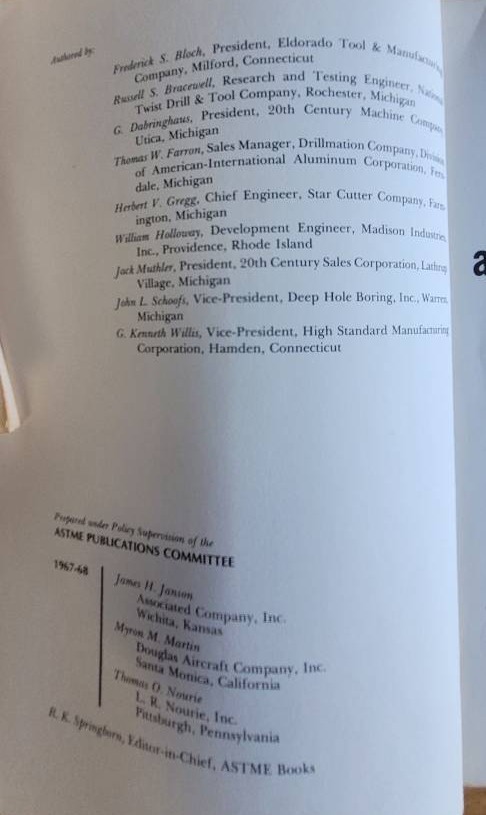 Authored by:
Frederick S. Bloch, President, Eldorado Tool & Manufacturing
Company, Milford, Connecticut
Russell S. Bracewell, Research and Testing Engineer, National
Twist Drill & Tool Company, Rochester, Michigan
G. Dabringhaus, President, 20th Century Machine Company
Utica, Michigan
Thomas W. Farron, Sales Manager, Drillmation Company, Division
of American-International Aluminum Corporation, Fern-
dale, Michigan
Herbert V. Gregg, Chief Engineer, Star Cutter Company, Farm-
ington, Michigan
William Holloway, Development Engineer, Madison Industries,
Inc., Providence, Rhode Island
Jack Muthler, President, 20th Century Sales Corporation, Lathrup
Village, Michigan
John L. Schoofs, Vice-President, Deep Hole Boring, Inc., Warren,
Michigan
G. Kenneth Willis, Vice-President, High Standard Manufacturing
Corporation, Hamden, Connecticut
Prepared under Policy Supervision of the
ASTME PUBLICATIONS COMMITTEE
1967-68
James H. Janson
Associated Company, Inc.
Wichita, Kansas
Myron M. Martin
Douglas Aircraft Company, Inc.
Santa Monica, California
Thomas O. Nourie
L. R. Nourie, Inc.
Pittsburgh, Pennsylvania
R. K. Springborn, Editor-in-Chief, ASTME Books
a